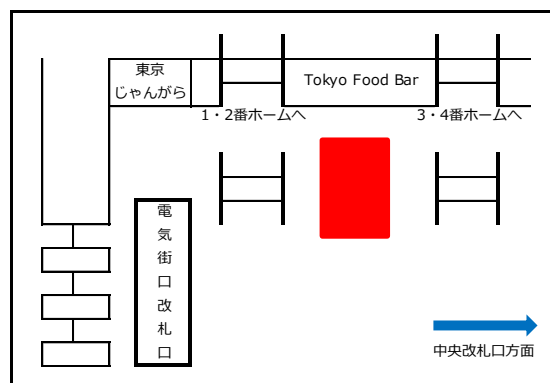 東京
じゃんがら
Tokyo Food Bar
1・2番ホームへ
3・4番ホームへ
電気街口改札口
中央改札口方面